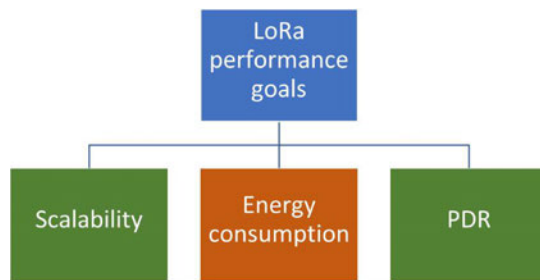 LoRa
performance
goals
Scalability
Energy
consumption
PDR